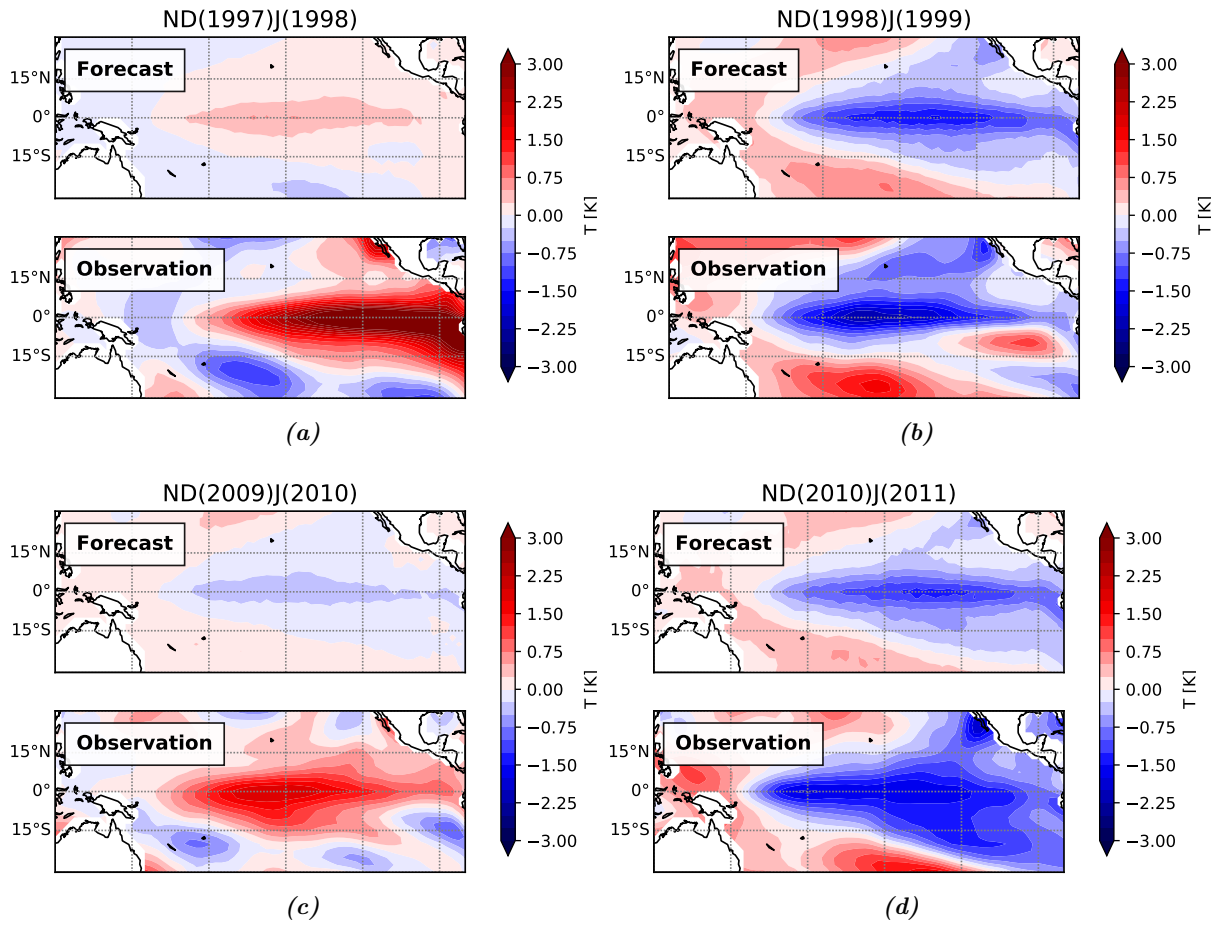 ND(1997)J(1998)
Forecast
15°N
0°
15°S
Observation
15°N
0°
15°S
3.00
2.25
1.50
0.75
0.00
−0.75
−1.50
−2.25
−3.00
T [K]
(a)
ND(1998)J(1999)
Forecast
15°N
0°
15°S
Observation
15°N
0°
15°S
3.00
2.25
1.50
0.75
0.00
−0.75
−1.50
−2.25
−3.00
T [K]
(b)
ND(2009)J(2010)
Forecast
15°N
0°
15°S
Observation
15°N
0°
15°S
3.00
2.25
1.50
0.75
0.00
−0.75
−1.50
−2.25
−3.00
T [K]
(c)
ND(2010)J(2011)
Forecast
15°N
0°
15°S
Observation
15°N
0°
15°S
3.00
2.25
1.50
0.75
0.00
−0.75
−1.50
−2.25
−3.00
T [K]
(d)